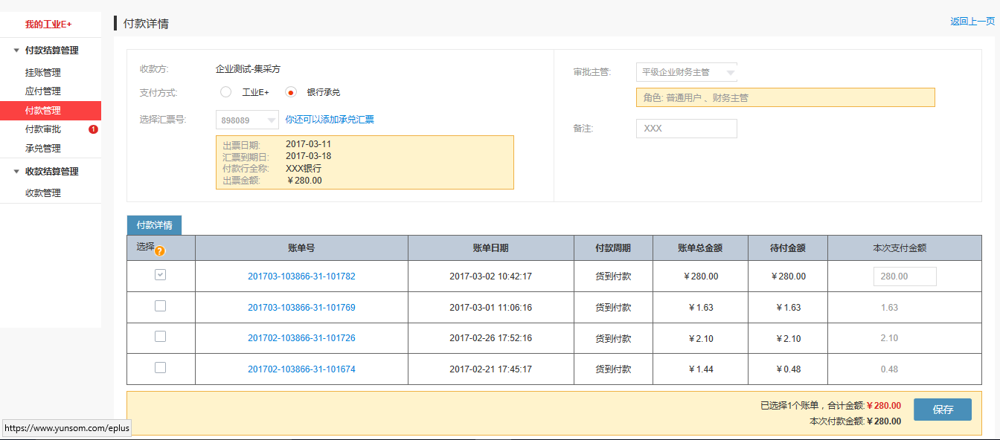 我的工业E+
付款结算管理
挂账管理
应付管理
付款管理
付款审批 1
承兑管理
收款结算管理
收款管理
付款详情
返回上一页
收款方: 企业测试-集采方
支付方式: 工业E+ 银行承兑
选择汇票号: 898089 你还可以添加承兑汇票
出票日期: 2017-03-11
汇票到期日: 2017-03-18
付款行全称: XXX银行
出票金额: ￥280.00
审批主管: 平级企业财务主管
角色: 普通用户 、财务主管
备注: XXX
付款详情
选择 ? 账单号 账单日期 付款周期 账单总金额 待付金额 本次支付金额
201703-103866-31-101782 2017-03-02 10:42:17 货到付款 ￥280.00 ￥280.00 280.00
201703-103866-31-101769 2017-03-01 11:06:16 货到付款 ￥1.63 ￥1.63 1.63
201702-103866-31-101726 2017-02-26 17:52:16 货到付款 ￥2.10 ￥2.10 2.10
201702-103866-31-101674 2017-02-21 17:45:17 货到付款 ￥1.44 ￥0.48 0.48
已选择1个账单，合计金额:￥280.00
本次付款金额:￥280.00
保存
https://www.yunsom.com/eplus